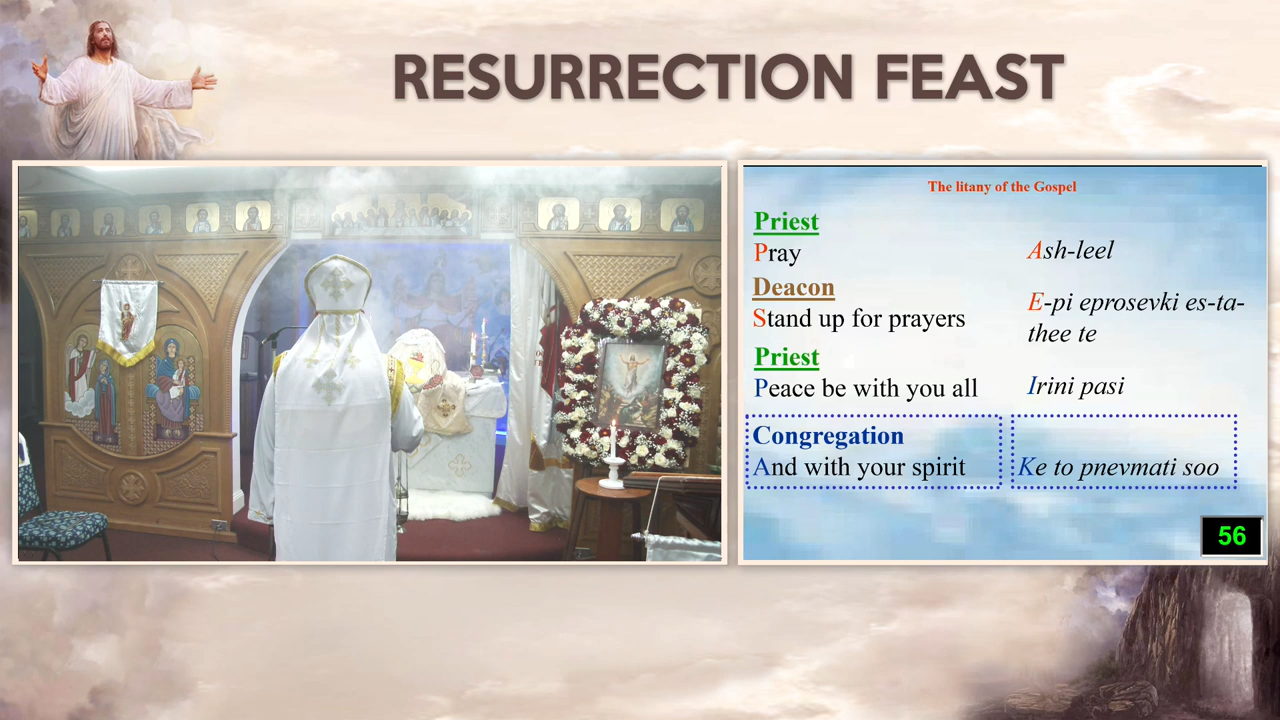 RESURRECTION FEAST
The litany of the Gospel
Priest
Pray
Ash-leel
Deacon
Stand up for prayers
E-pi eprosevki es-ta-
thee te
Priest
Peace be with you all
Irini pasi
Congregation
And with your spirit
Ke to pnevmati soo
56